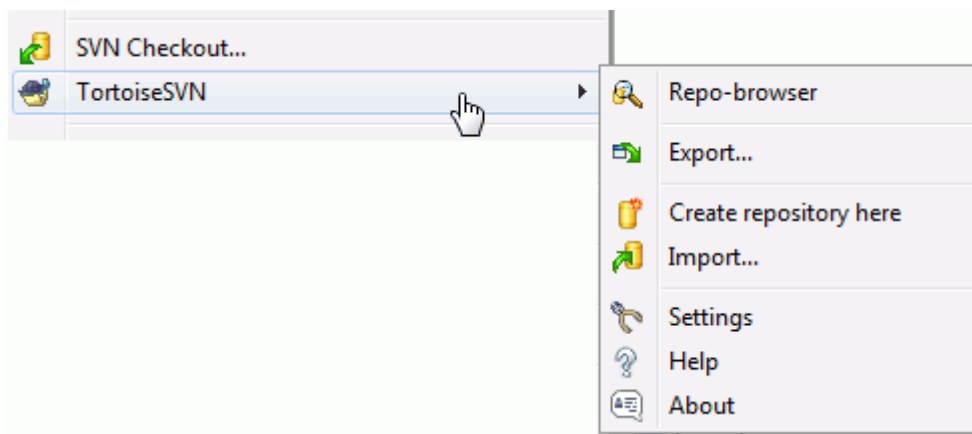 SVN Checkout...
TortoiseSVN
Repo-browser
Export...
Create repository here
Import...
Settings
Help
About